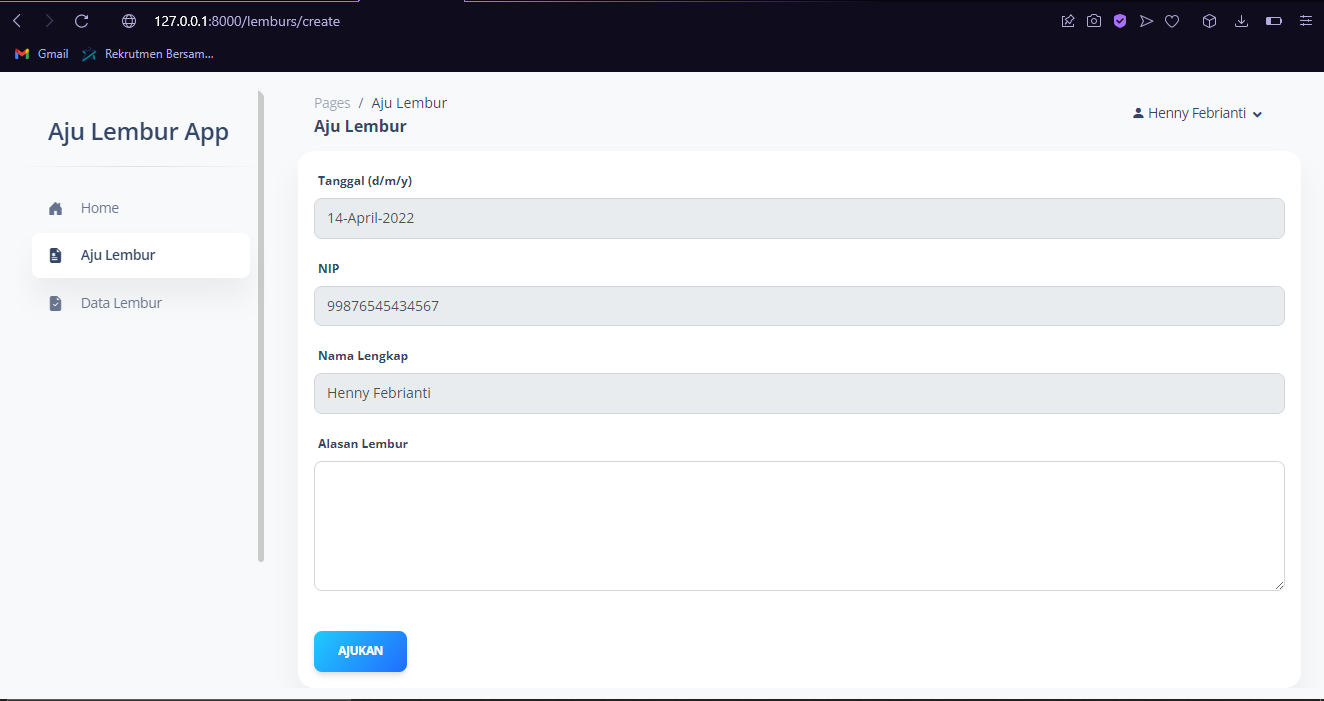 127.0.0.1:8000/lemburs/create
Gmail
Rekrutmen Bersam...
Aju Lembur App
Home
Aju Lembur
Data Lembur
Pages / Aju Lembur
Aju Lembur
Henny Febrianti
Tanggal (d/m/y)
14-April-2022
NIP
99876545434567
Nama Lengkap
Henny Febrianti
Alasan Lembur
AJUKAN